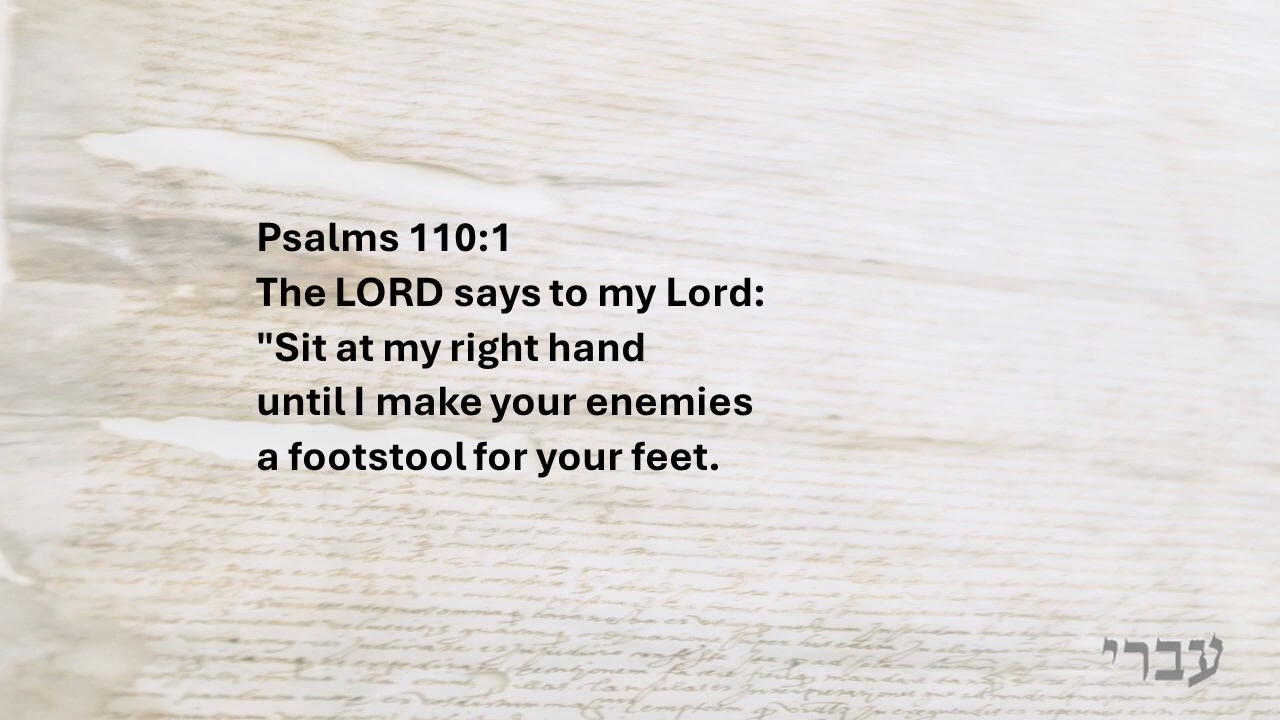 Psalms 110:1
The LORD says to my Lord:
"Sit at my right hand
until I make your enemies
a footstool for your feet.
עברי